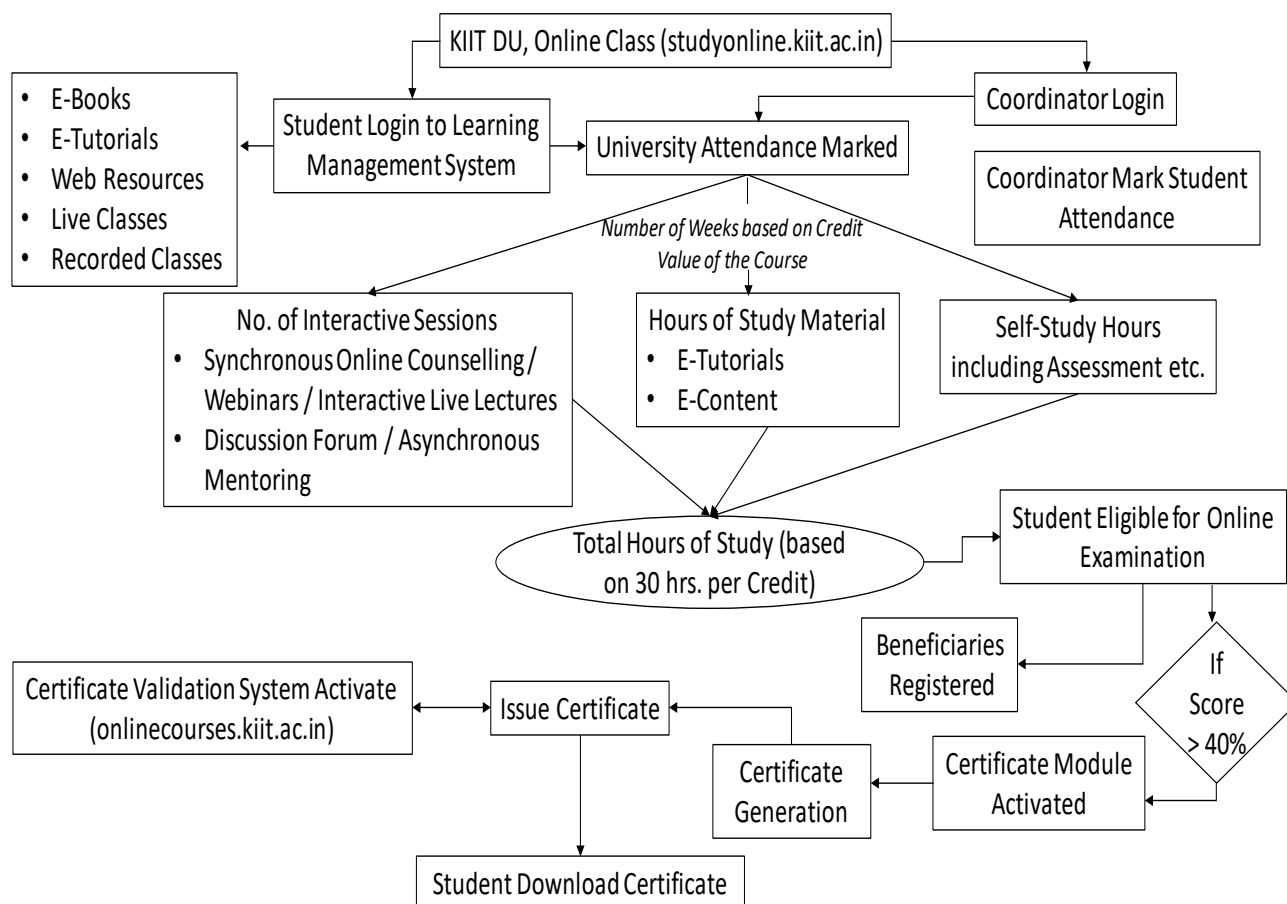 KIIT DU, Online Class (studyonline.kiit.ac.in)
• E-Books
• E-Tutorials
• Web Resources
• Live Classes
• Recorded Classes
Student Login to Learning
Management System
University Attendance Marked
Coordinator Login
Coordinator Mark Student
Attendance
Number of Weeks based on Credit
Value of the Course
No. of Interactive Sessions
• Synchronous Online Counselling /
Webinars / Interactive Live Lectures
• Discussion Forum / Asynchronous
Mentoring
Hours of Study Material
• E-Tutorials
• E-Content
Self-Study Hours
including Assessment etc.
Total Hours of Study (based
on 30 hrs. per Credit)
Student Eligible for Online
Examination
Beneficiaries
Registered
If
Score
> 40%
Certificate Module
Activated
Certificate
Generation
Issue Certificate
Certificate Validation System Activate
(onlinecourses.kiit.ac.in)
Student Download Certificate